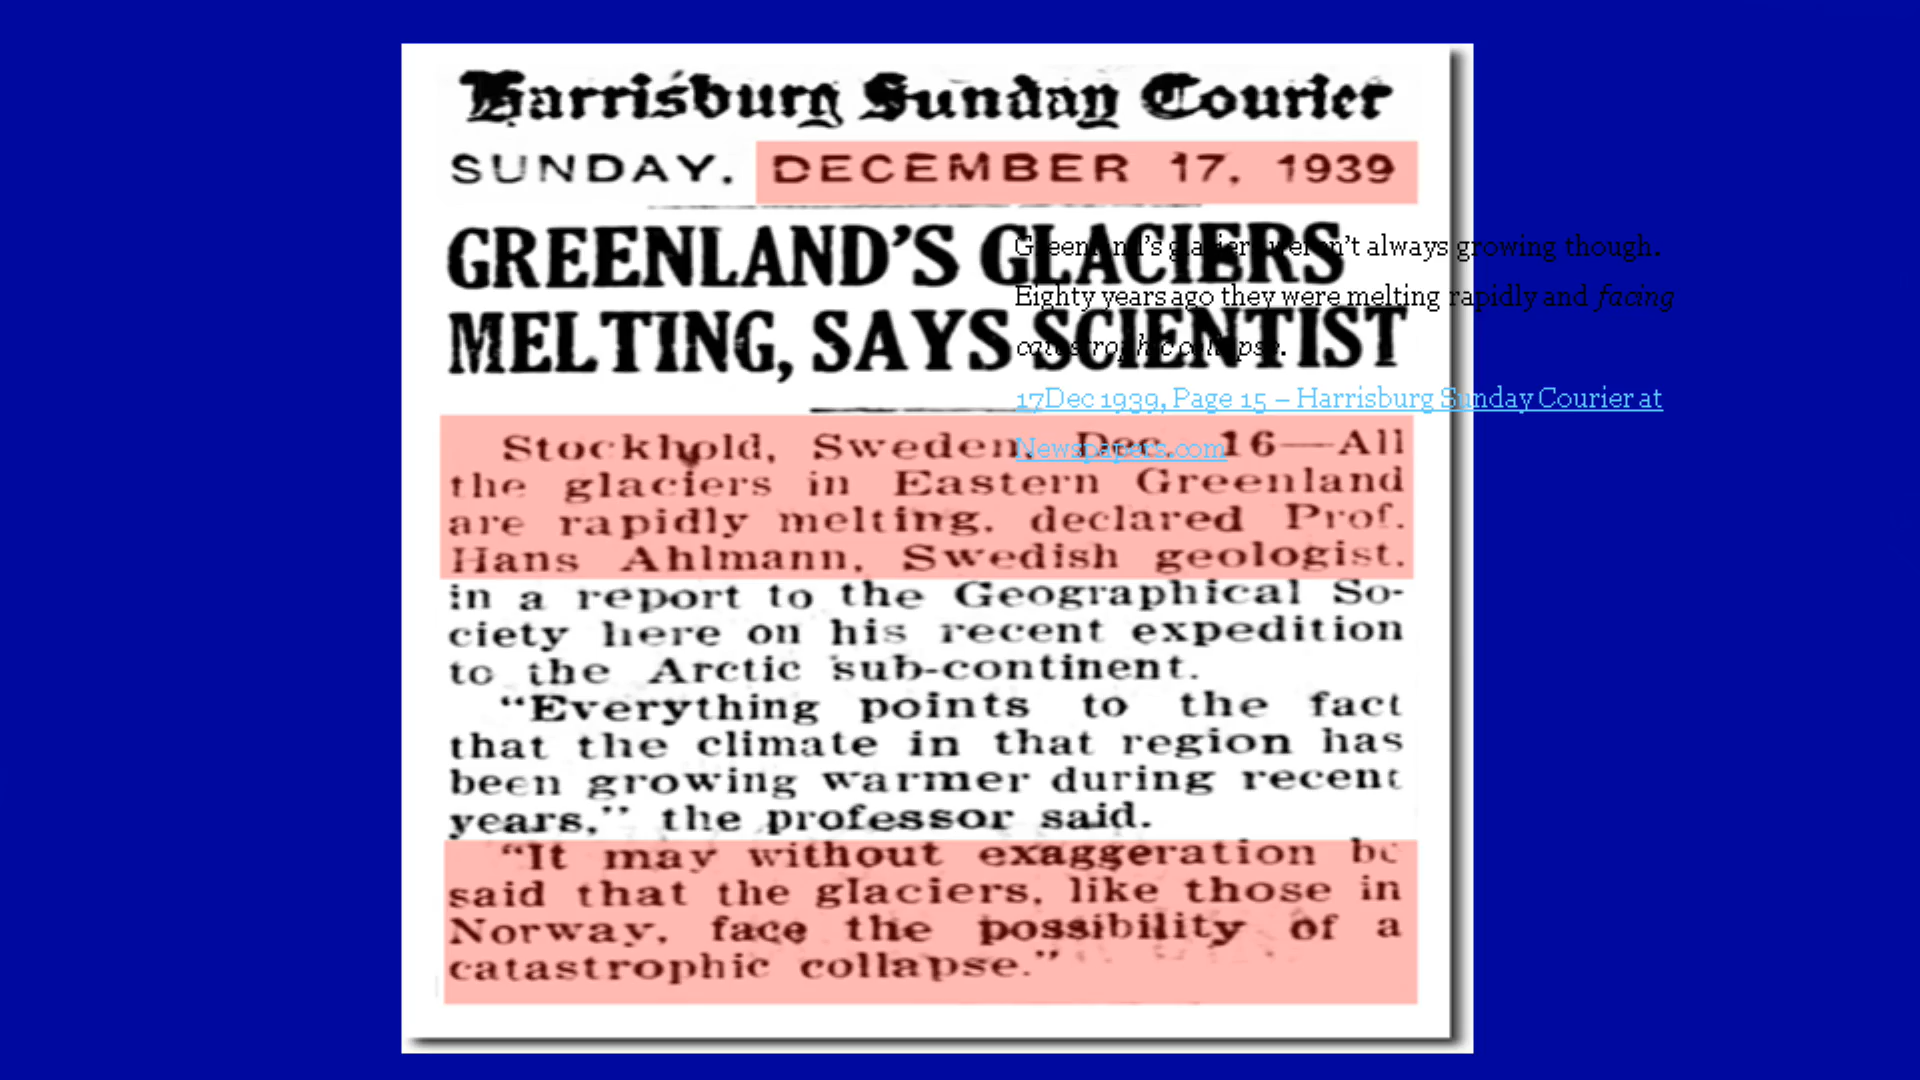 Harrisburg Sunday Courier
SUNDAY, DECEMBER 17, 1939
GREENLAND'S GLACIERS
MELTING, SAYS SCIENTIST
Greenland's glaciers weren't always growing though.
Eighty years ago they were melting rapidly and facing
catastrophic collapse.
17 Dec 1939, Page 15 – Harrisburg Sunday Courier at
Newspapers.com
Stockhold, Sweden, Dec. 16—All
the glaciers in Eastern Greenland
are rapidly melting, declared Prof.
Hans Ahlmann, Swedish geologist,
in a report to the Geographical So-
ciety here on his recent expedition
to the Arctic sub-continent.
"Everything points to the fact
that the climate in that region has
been growing warmer during recent
years," the professor said.
"It may without exaggeration be
said that the glaciers, like those in
Norway, face the possibility of a
catastrophic collapse."